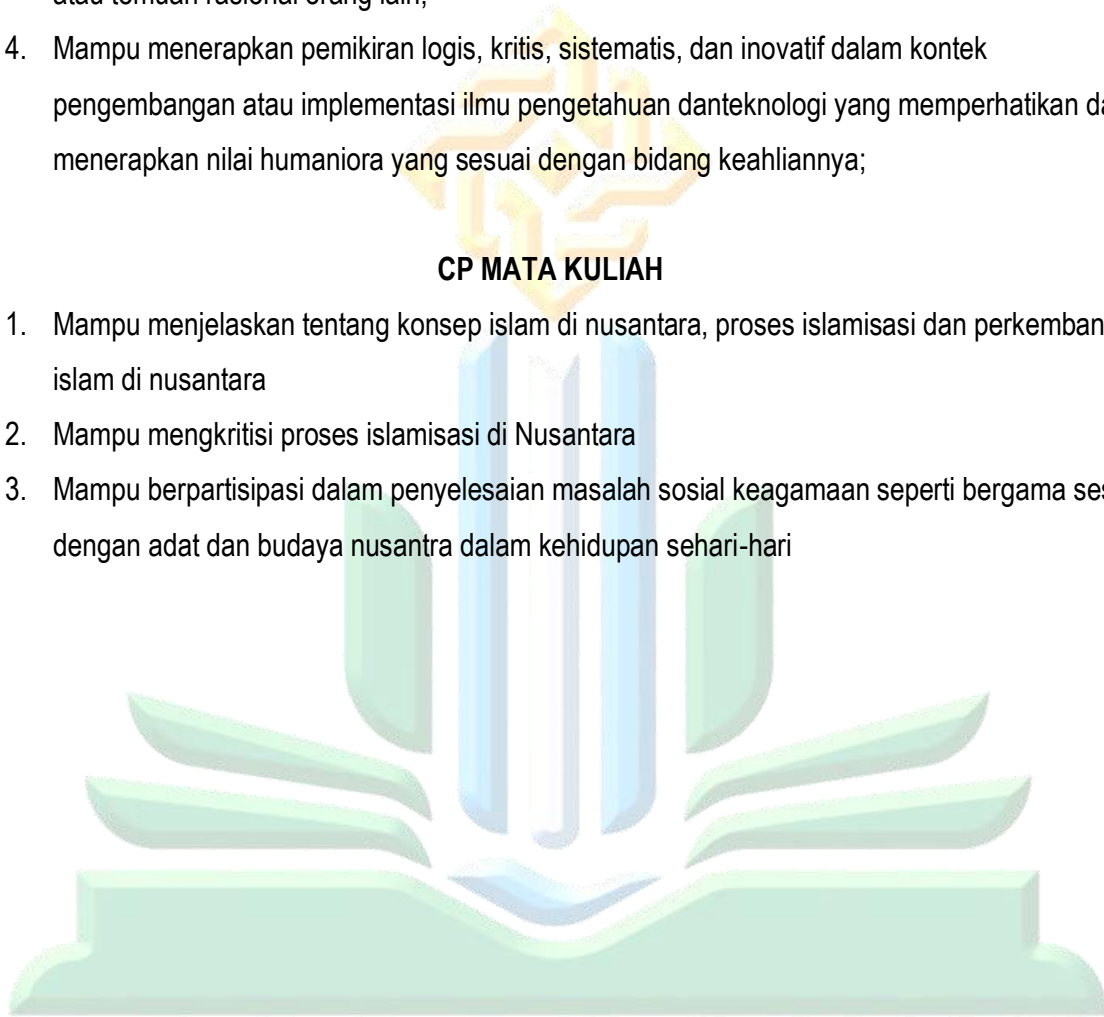 atau temuan rasional orang lain;
4. Mampu menerapkan pemikiran logis, kritis, sistematis, dan inovatif dalam kontek
pengembangan atau implementasi ilmu pengetahuan danteknologi yang memperhatikan da
menerapkan nilai humaniora yang sesuai dengan bidang keahliannya;
CP MATA KULIAH
1. Mampu menjelaskan tentang konsep islam di nusantara, proses islamisasi dan perkemban
islam di nusantara
2. Mampu mengkritisi proses islamisasi di Nusantara
3. Mampu berpartisipasi dalam penyelesaian masalah sosial keagamaan seperti bergama ses
dengan adat dan budaya nusantra dalam kehidupan sehari-hari